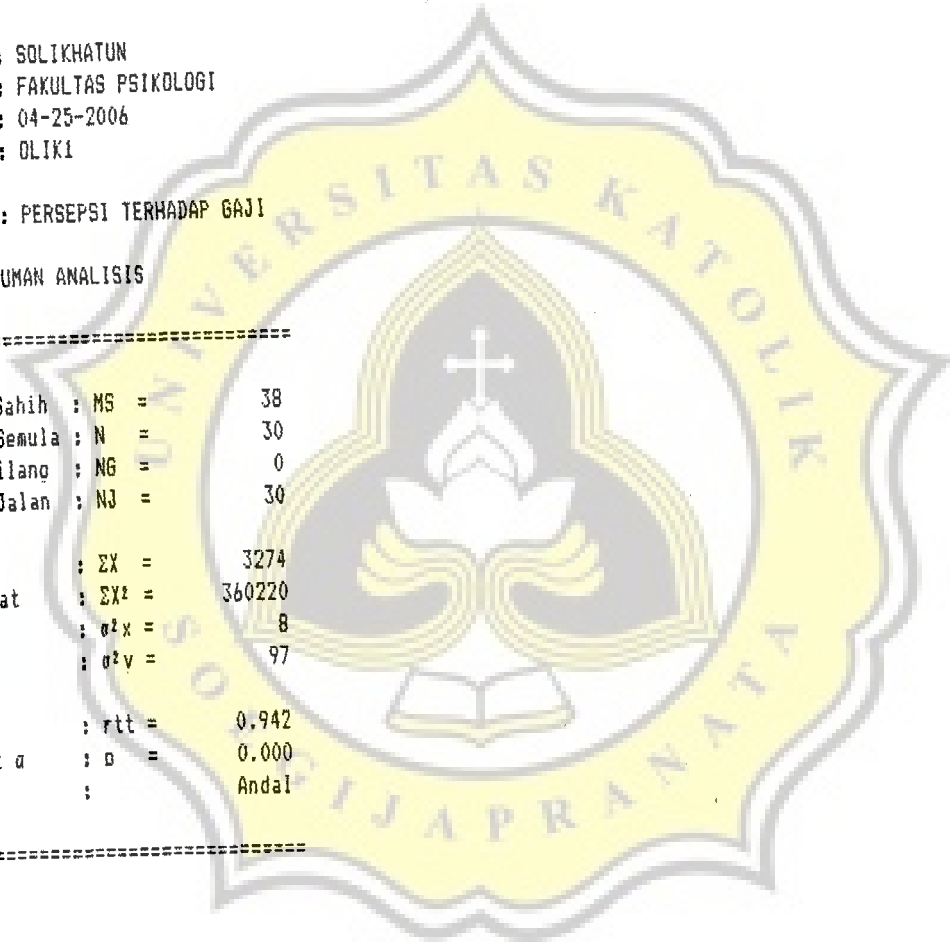 : SOLIKHATUN
: FAKULTAS PSIKOLOGI
: 04-25-2006
: OLIK1
: PERSEPSI TERHADAP GAJI
UMAN ANALISIS
==========================
Sahih : MS = 38
Semula : N = 30
ilang : NG = 0
Jalan : NJ = 30
: ΣX = 3274
at : ΣX² = 360220
: σ²x = 8
: σ²y = 97
: rtt = 0.942
t α : p = 0.000
: Andal
==========================
UNIVERSITAS KATOLIK
SOEGIJAPRANATA